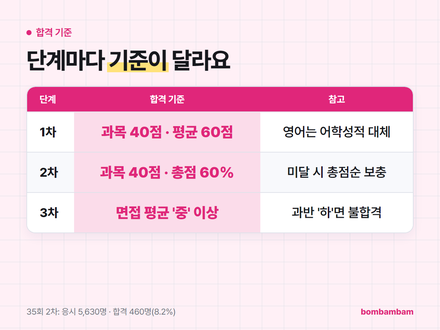 합격 기준
단계마다 기준이 달라요
단계 합격 기준 참고
1차 과목 40점 · 평균 60점 영어는 어학성적 대체
2차 과목 40점 · 총점 60% 미달 시 총점순 보충
3차 면접 평균 '중' 이상 과반 '하'면 불합격
35회 2차: 응시 5,630명 · 합격 460명(8.2%) bombambam